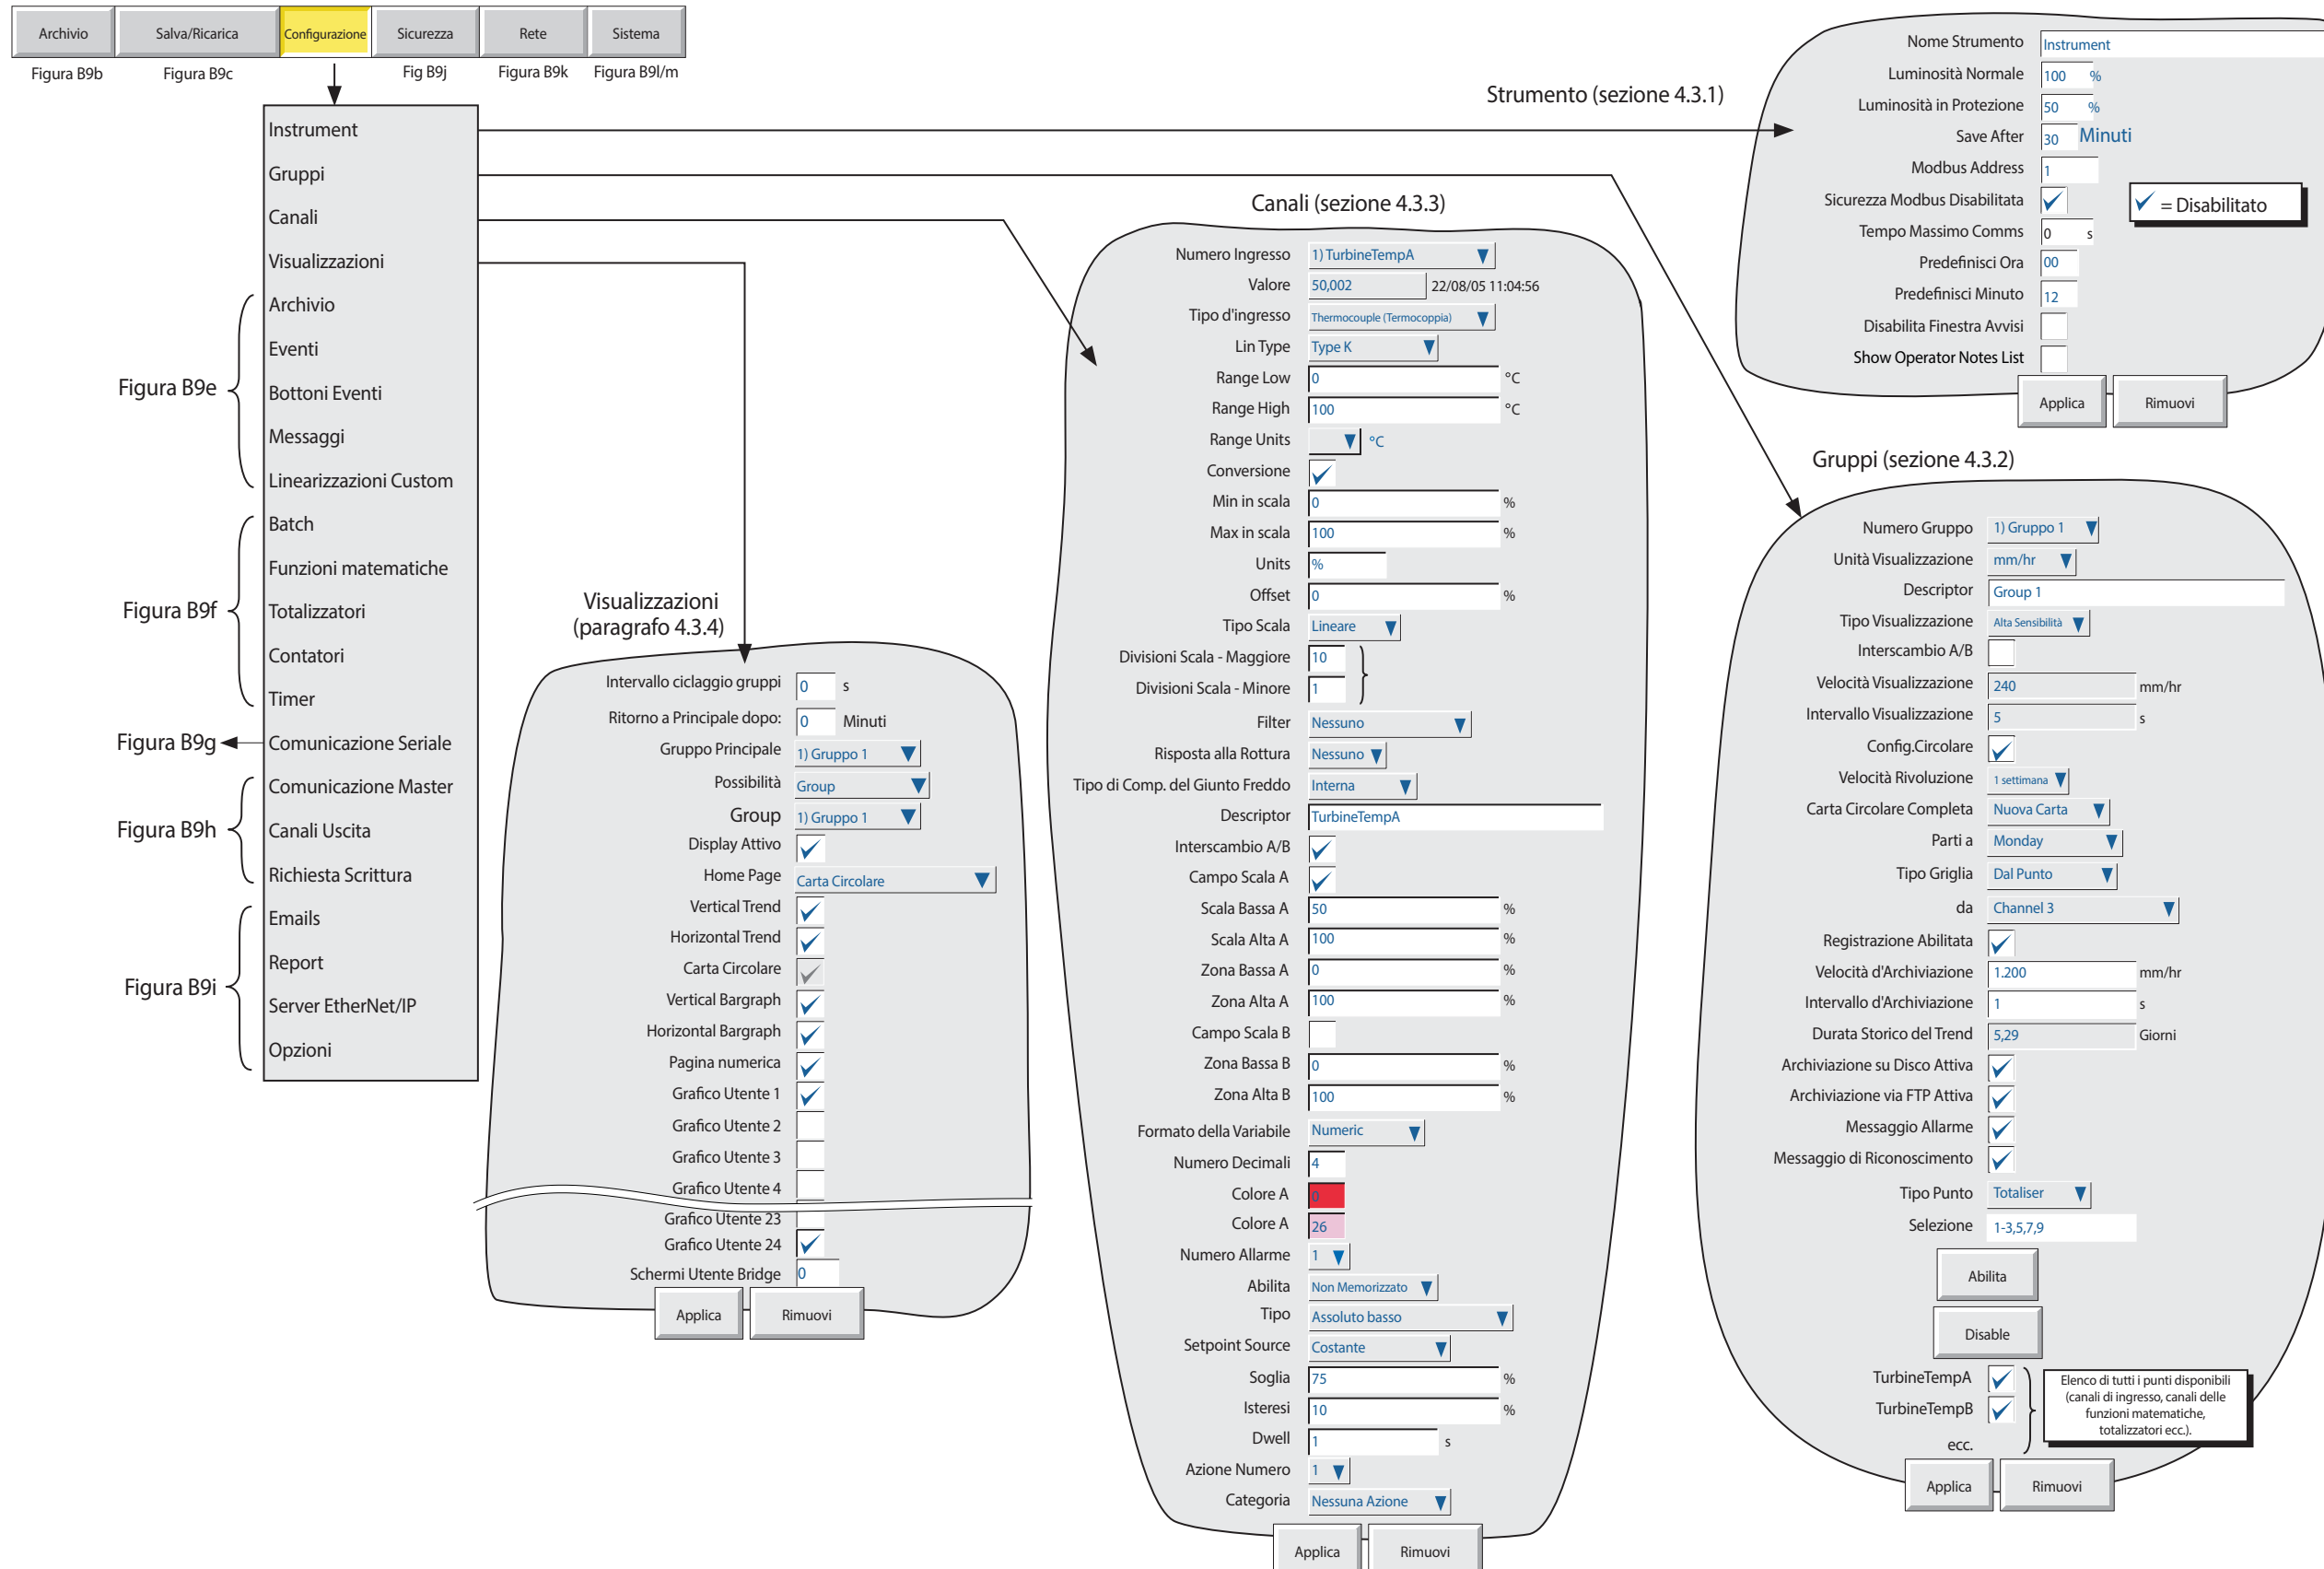 Archivio
Salva/Ricarica
Configurazione
Sicurezza
Rete
Sistema
Figura B9b
Figura B9c
Fig B9j
Figura B9k
Figura B9l/m
Instrument
Gruppi
Canali
Visualizzazioni
Archivio
Eventi
Bottoni Eventi
Messaggi
Linearizzazioni Custom
Batch
Funzioni matematiche
Totalizzatori
Contatori
Timer
Comunicazione Seriale
Comunicazione Master
Canali Uscita
Richiesta Scrittura
Emails
Report
Server EtherNet/IP
Opzioni
Figura B9e
Figura B9f
Figura B9g
Figura B9h
Figura B9i
Strumento (sezione 4.3.1)
Nome Strumento Instrument
Luminosità Normale 100 %
Luminosità in Protezione 50 %
Save After 30 Minuti
Modbus Address 1
Sicurezza Modbus Disabilitata
= Disabilitato
Tempo Massimo Comms 0 s
Predefinisci Ora 00
Predefinisci Minuto 12
Disabilita Finestra Avvisi
Show Operator Notes List
Applica
Rimuovi
Visualizzazioni
(paragrafo 4.3.4)
Intervallo ciclaggio gruppi 0 s
Ritorno a Principale dopo: 0 Minuti
Gruppo Principale 1) Gruppo 1
Possibilità Group
Group 1) Gruppo 1
Display Attivo
Home Page Carta Circolare
Vertical Trend
Horizontal Trend
Carta Circolare
Vertical Bargraph
Horizontal Bargraph
Pagina numerica
Grafico Utente 1
Grafico Utente 2
Grafico Utente 3
Grafico Utente 4
Grafico Utente 23
Grafico Utente 24
Schermi Utente Bridge 0
Applica
Rimuovi
Canali (sezione 4.3.3)
Numero Ingresso 1) TurbineTempA
Valore 50,002 22/08/05 11:04:56
Tipo d'ingresso Thermocouple (Termocoppia)
Lin Type Type K
Range Low 0 °C
Range High 100 °C
Range Units °C
Conversione
Min in scala 0 %
Max in scala 100 %
Units %
Offset 0 %
Tipo Scala Lineare
Divisioni Scala - Maggiore 10
Divisioni Scala - Minore 1
Filter Nessuno
Risposta alla Rottura Nessuno
Tipo di Comp. del Giunto Freddo Interna
Descriptor TurbineTempA
Interscambio A/B
Campo Scala A
Scala Bassa A 50 %
Scala Alta A 100 %
Zona Bassa A 0 %
Zona Alta A 100 %
Campo Scala B
Zona Bassa B 0 %
Zona Alta B 100 %
Formato della Variabile Numeric
Numero Decimali 4
Colore A 0
Colore A 26
Numero Allarme 1
Abilita Non Memorizzato
Tipo Assoluto basso
Setpoint Source Costante
Soglia 75 %
Isteresi 10 %
Dwell 1 s
Azione Numero 1
Categoria Nessuna Azione
Applica
Rimuovi
Gruppi (sezione 4.3.2)
Numero Gruppo 1) Gruppo 1
Unità Visualizzazione mm/hr
Descriptor Group 1
Tipo Visualizzazione Alta Sensibilità
Interscambio A/B
Velocità Visualizzazione 240 mm/hr
Intervallo Visualizzazione 5 s
Config.Circolare
Velocità Rivoluzione 1 settimana
Carta Circolare Completa Nuova Carta
Parti a Monday
Tipo Griglia Dal Punto
da Channel 3
Registrazione Abilitata
Velocità d'Archiviazione 1.200 mm/hr
Intervallo d'Archiviazione 1 s
Durata Storico del Trend 5,29 Giorni
Archiviazione su Disco Attiva
Archiviazione via FTP Attiva
Messaggio Allarme
Messaggio di Riconoscimento
Tipo Punto Totaliser
Selezione 1-3,5,7,9
Abilita
Disable
TurbineTempA
TurbineTempB
ecc.
Elenco di tutti i punti disponibili
(canali di ingresso, canali delle
funzioni matematiche,
totalizzatori ecc.).
Applica
Rimuovi